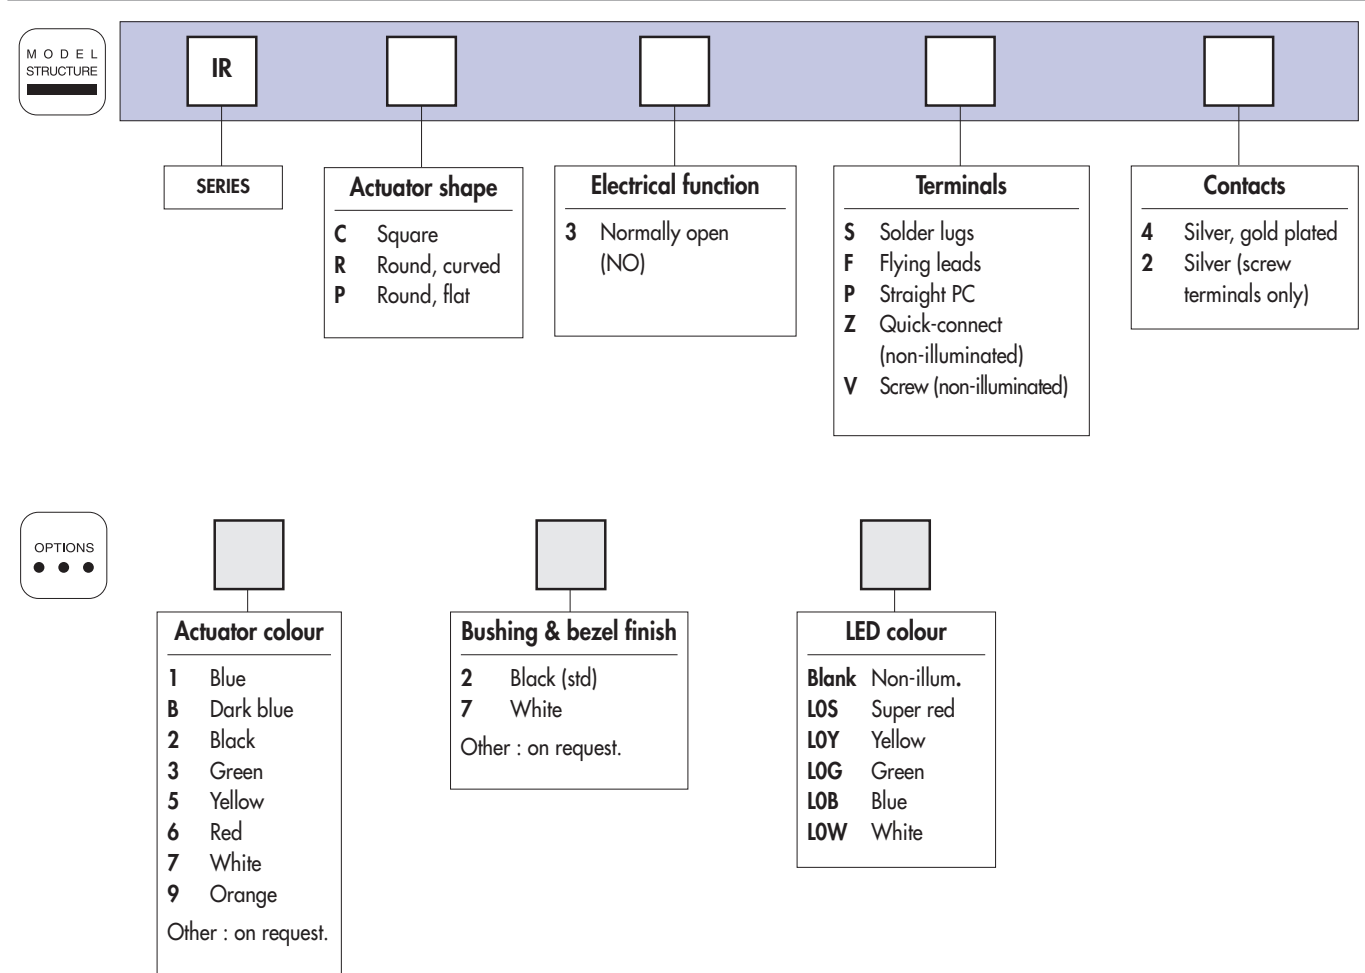 MODEL
STRUCTURE
IR
SERIES
Actuator shape
C Square
R Round, curved
P Round, flat
Electrical function
3 Normally open
(NO)
Terminals
S Solder lugs
F Flying leads
P Straight PC
Z Quick-connect
(non-illuminated)
V Screw (non-illuminated)
Contacts
4 Silver, gold plated
2 Silver (screw
terminals only)
OPTIONS
Actuator colour
1 Blue
B Dark blue
2 Black
3 Green
5 Yellow
6 Red
7 White
9 Orange
Other : on request.
Bushing & bezel finish
2 Black (std)
7 White
Other : on request.
LED colour
Blank Non-illum.
L0S Super red
L0Y Yellow
L0G Green
L0B Blue
L0W White